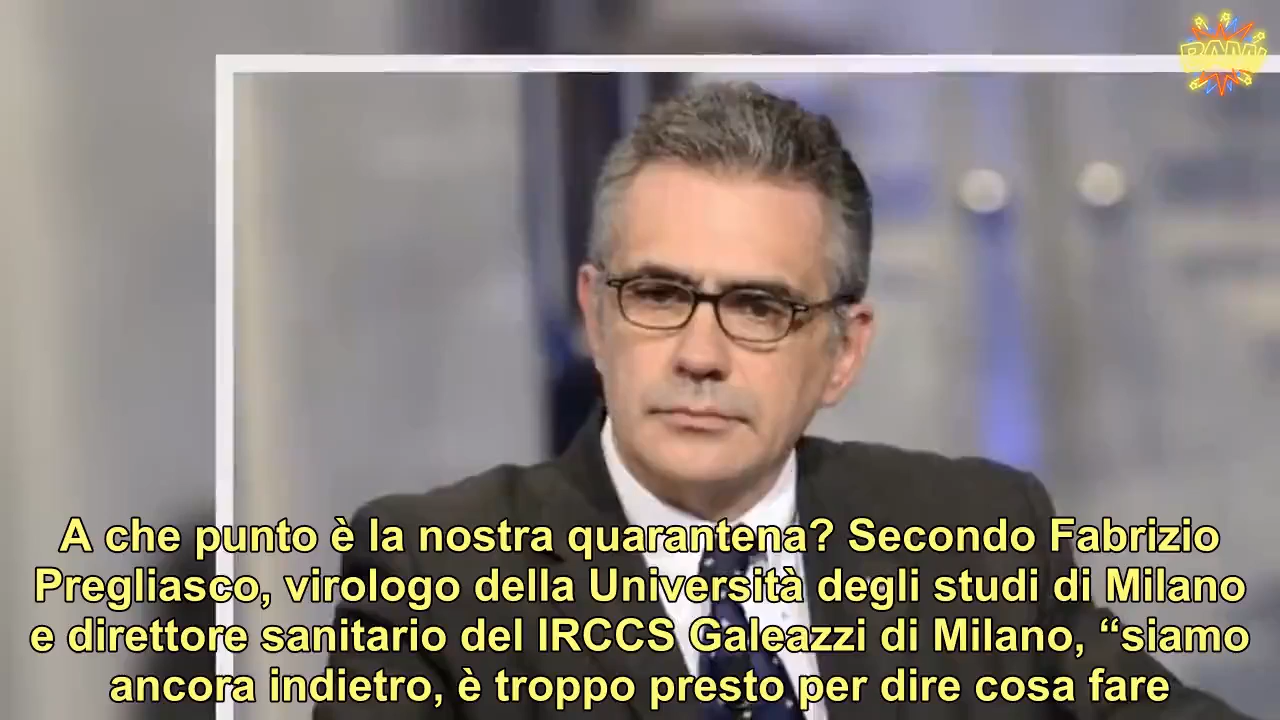 BAM!
A che punto è la nostra quarantena? Secondo Fabrizio
Pregliasco, virologo della Università degli studi di Milano
e direttore sanitario del IRCCS Galeazzi di Milano, “siamo
ancora indietro, è troppo presto per dire cosa fare